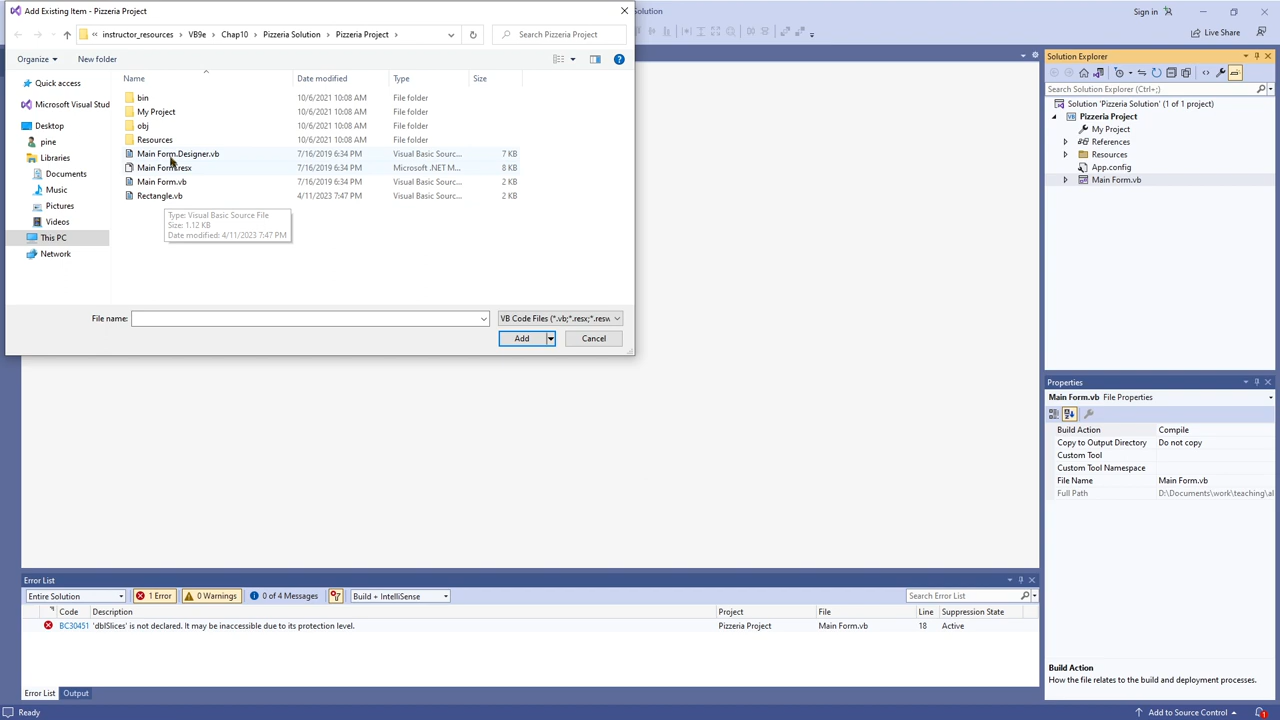 Add Existing Item - Pizzeria Project
Solution
Sign in
instructor_resources > VB9e > Chap10 > Pizzeria Solution > Pizzeria Project >
Search Pizzeria Project
Live Share
Organize
New folder
Solution Explorer
Name
Date modified
Type
Size
Quick access
Microsoft Visual Stud
Desktop
pine
Libraries
Documents
Music
Pictures
Videos
This PC
Network
bin 10/6/2021 10:08 AM File folder
My Project 10/6/2021 10:08 AM File folder
obj 10/6/2021 10:08 AM File folder
Resources 10/6/2021 10:08 AM File folder
Main Form.Designer.vb 7/16/2019 6:34 PM Visual Basic Sourc... 7 KB
Main Form.resx 7/16/2019 6:34 PM Microsoft .NET M... 8 KB
Main Form.vb 7/16/2019 6:34 PM Visual Basic Sourc... 2 KB
Rectangle.vb 4/11/2023 7:47 PM Visual Basic Sourc... 2 KB
Type: Visual Basic Source File
Size: 1.12 KB
Date modified: 4/11/2023 7:47 PM
File name:
VB Code Files (*.vb;*.resx;*.resw
Add
Cancel
Search Solution Explorer (Ctrl+;)
Solution 'Pizzeria Solution' (1 of 1 project)
Pizzeria Project
My Project
References
Resources
App.config
Main Form.vb
Properties
Main Form.vb File Properties
Build Action Compile
Copy to Output Directory Do not copy
Custom Tool
Custom Tool Namespace
File Name Main Form.vb
Full Path D:\Documents\work\teaching\al
Build Action
How the file relates to the build and deployment processes.
Error List
Entire Solution
1 Error
0 Warnings
0 of 4 Messages
Build + IntelliSense
Search Error List
Code Description Project File Line Suppression State
BC30451 'dblSlices' is not declared. It may be inaccessible due to its protection level. Pizzeria Project Main Form.vb 18 Active
Error List Output
Ready
Add to Source Control
1